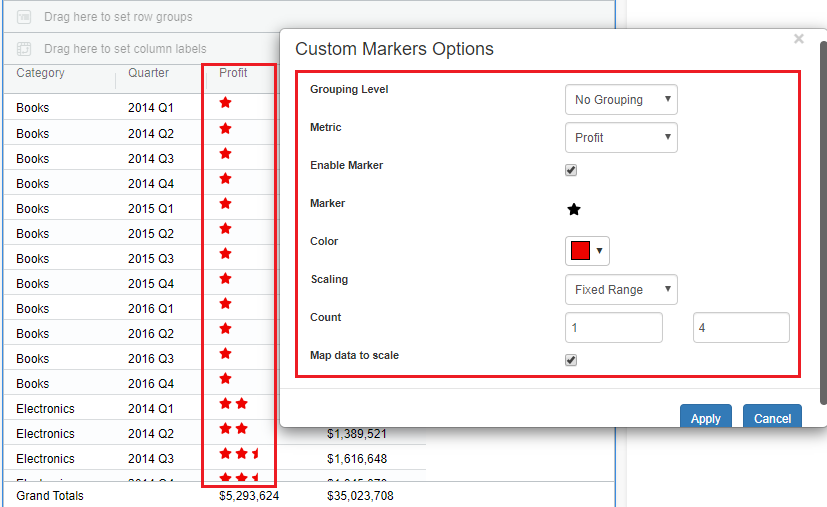 Drag here to set row groups
Drag here to set column labels
Category Quarter Profit
Books 2014 Q1
Books 2014 Q2
Books 2014 Q3
Books 2014 Q4
Books 2015 Q1
Books 2015 Q2
Books 2015 Q3
Books 2015 Q4
Books 2016 Q1
Books 2016 Q2
Books 2016 Q3
Books 2016 Q4
Electronics 2014 Q1
Electronics 2014 Q2 $1,389,521
Electronics 2014 Q3 $1,616,648
Grand Totals $5,293,624 $35,023,708
Custom Markers Options
×
Grouping Level No Grouping
Metric Profit
Enable Marker
Marker
Color
Scaling Fixed Range
Count 1 4
Map data to scale
Apply Cancel